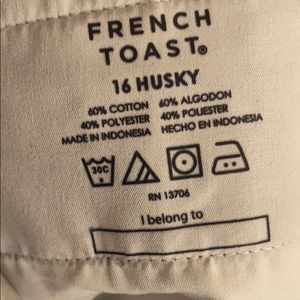 FRENCH
TOAST®
16 HUSKY
60% COTTON 60% ALGODON
40% POLYESTER 40% POLIESTER
MADE IN INDONESIA HECHO EN INDONESIA
30C
RN 13706
I belong to